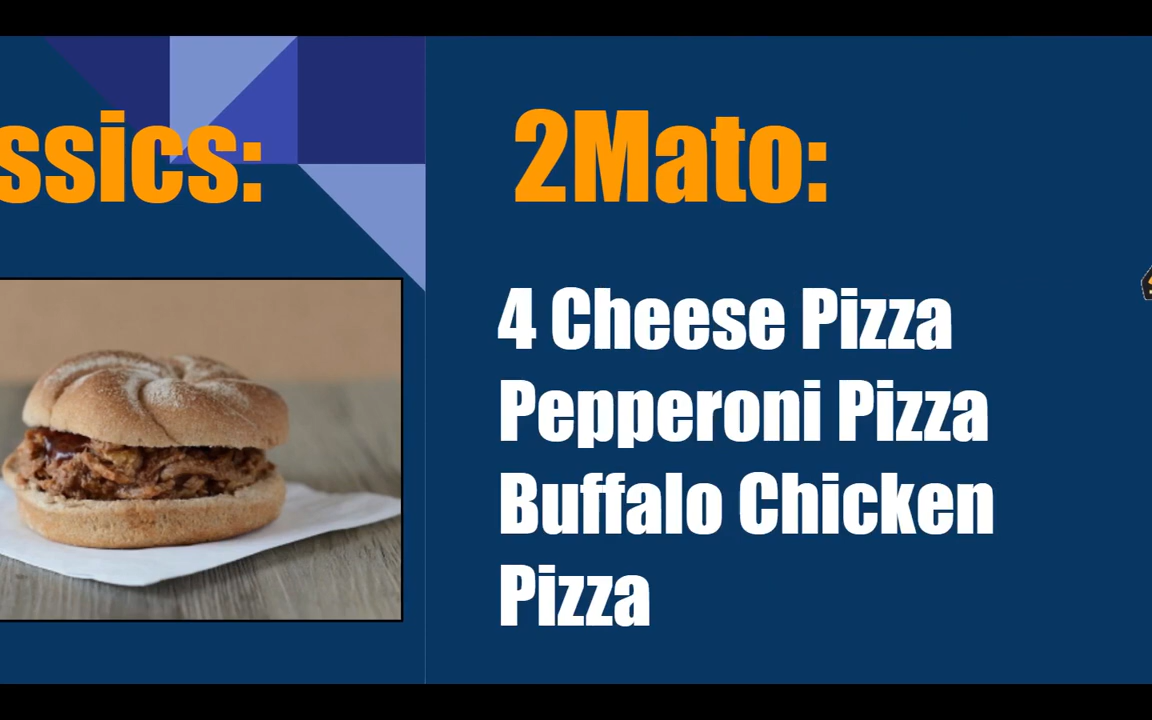 ssics:
2Mato:
4 Cheese Pizza
Pepperoni Pizza
Buffalo Chicken
Pizza